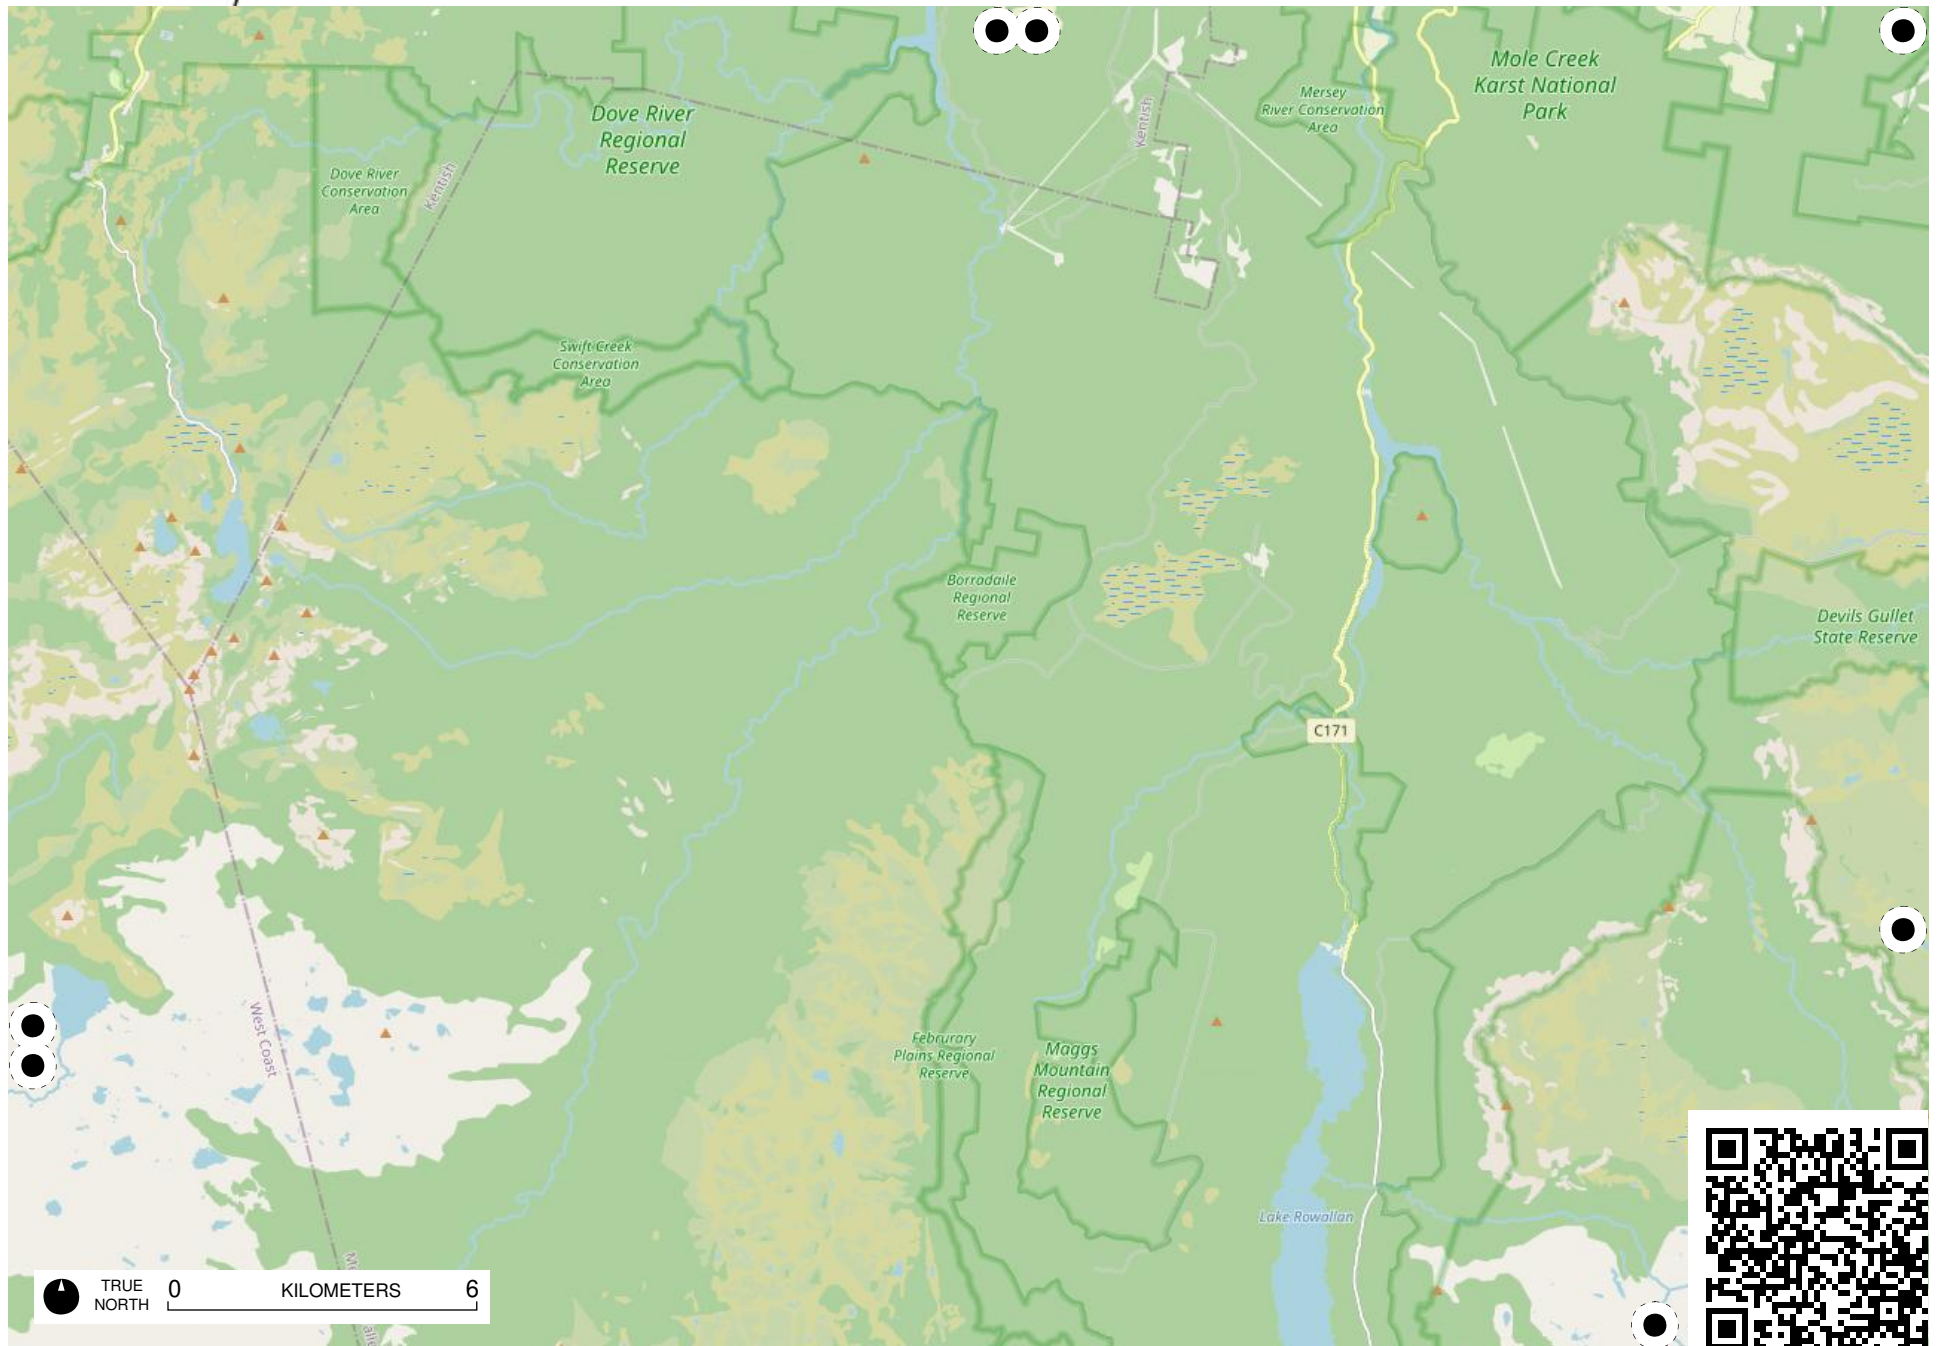 Mole Creek
Karst National
Park
Dove River
Regional
Reserve
Mersey
River Conservation
Area
Kentish
Dove River
Conservation
Area
Kentish
Swift Creek
Conservation
Area
Borradaile
Regional
Reserve
Devils Gullet
State Reserve
C171
West Coast
Februrary
Plains Regional
Reserve
Maggs
Mountain
Regional
Reserve
Lake Rowallan
TRUE
NORTH
0 KILOMETERS 6